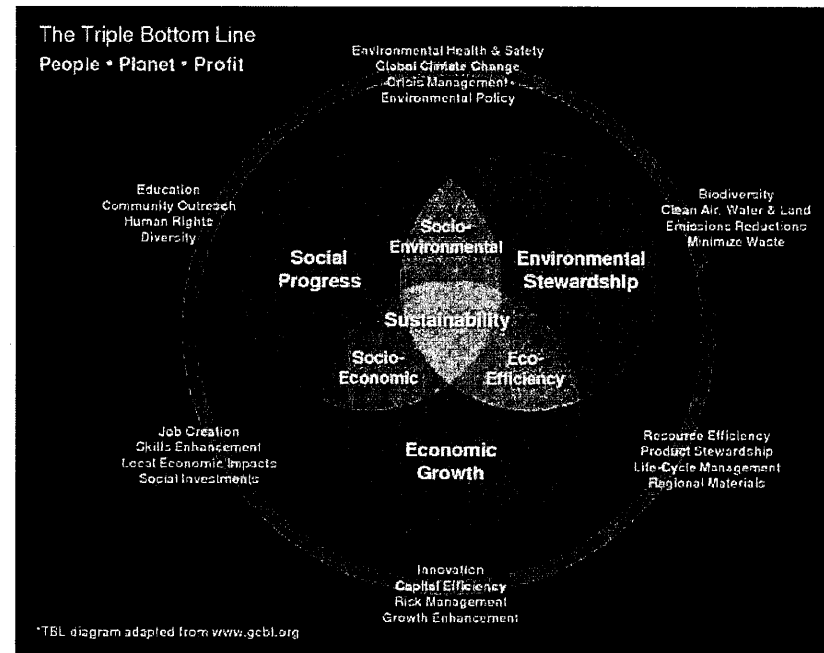 The Triple Bottom Line
People • Planet • Profit
Environmental Health & Safety
Global Climate Change
Crisis Management
Environmental Policy
Education
Community Outreach
Human Rights
Diversity
Biodiversity
Clean Air, Water & Land
Emissions Reductions
Minimize Waste
Socio-
Environmental
Social
Progress
Environmental
Stewardship
Sustainability
Socio-
Economic
Eco-
Efficiency
Job Creation
Skills Enhancement
Local Economic Impacts
Social Investments
Economic
Growth
Resource Efficiency
Product Stewardship
Life-Cycle Management
Regional Materials
Innovation
Capital Efficiency
Risk Management
Growth Enhancement
*TBL diagram adapted from www.gcbl.org